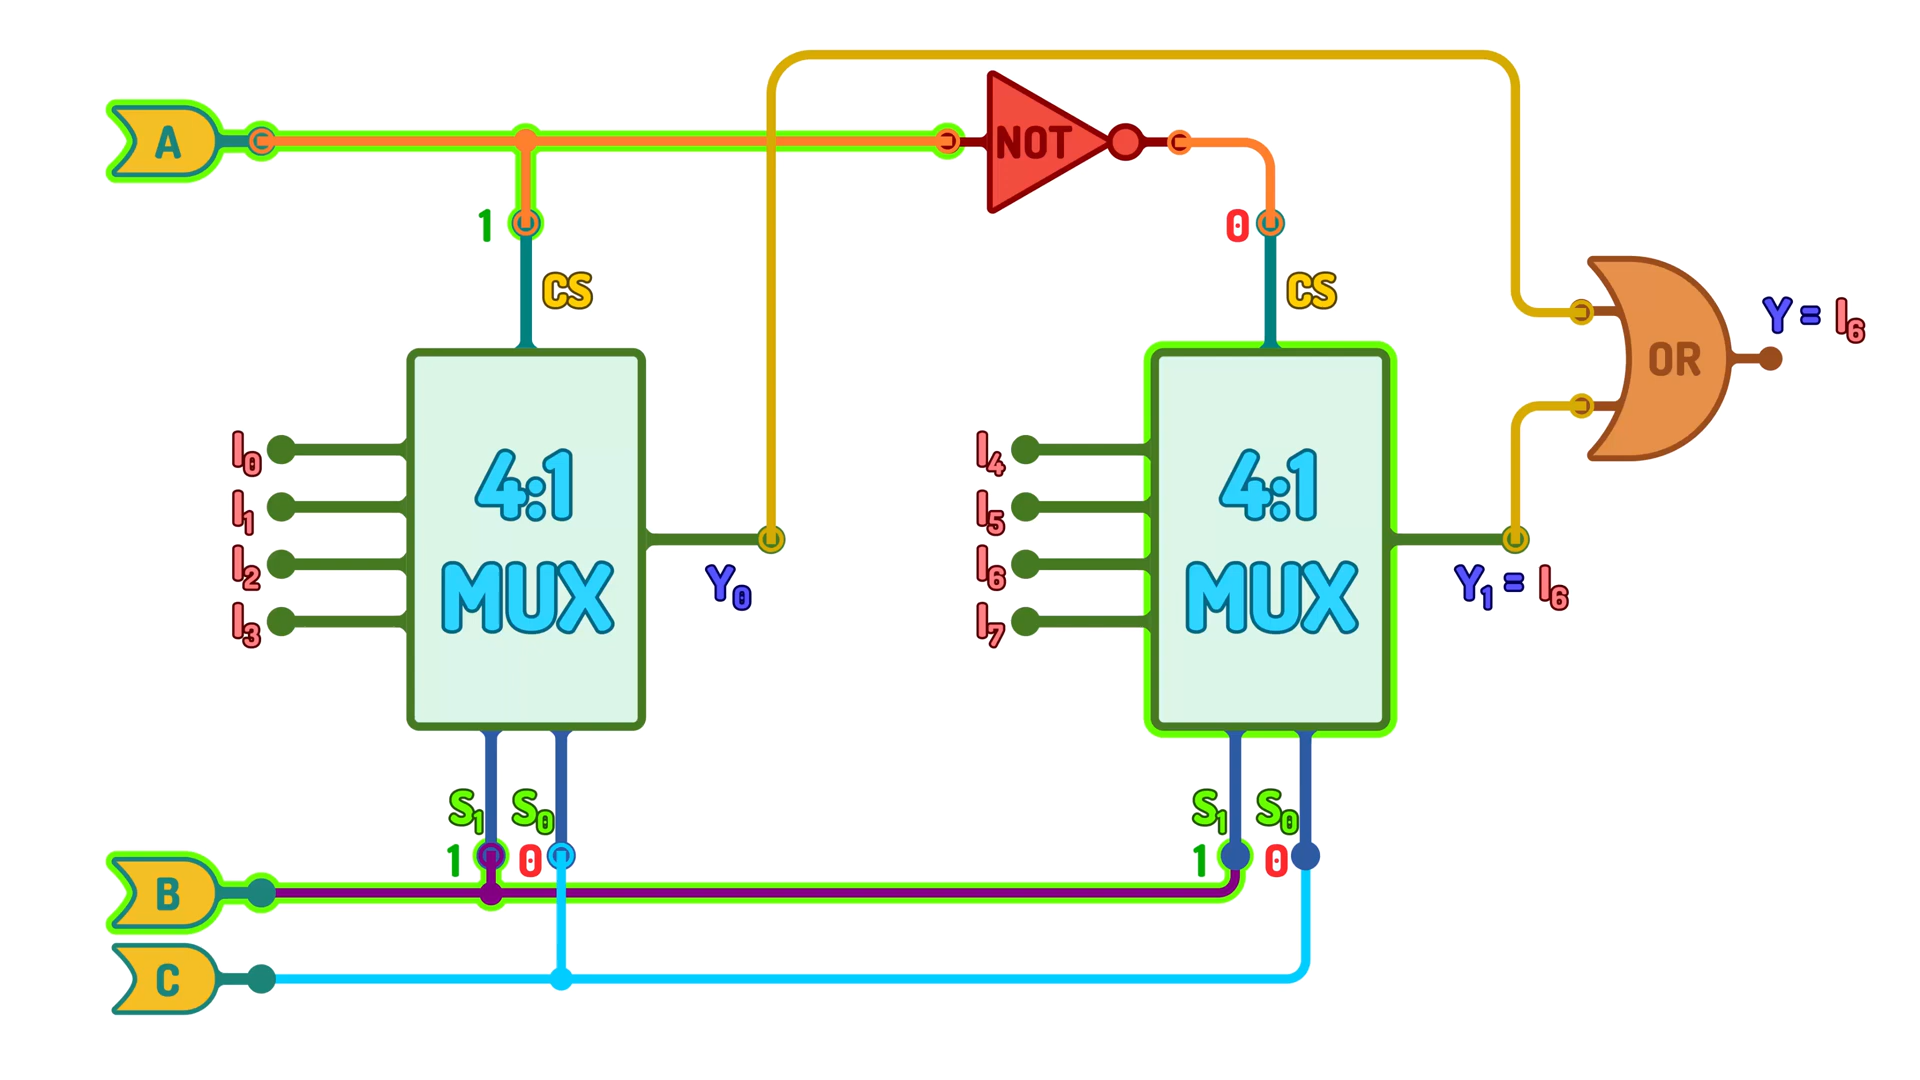 A
NOT
1
0
CS
CS
Y = I₆
OR
I₀
I₁
I₂
I₃
4:1
MUX
Y₀
I₄
I₅
I₆
I₇
4:1
MUX
Y₁ = I₆
S₁
S₀
1
0
S₁
S₀
1
0
B
C